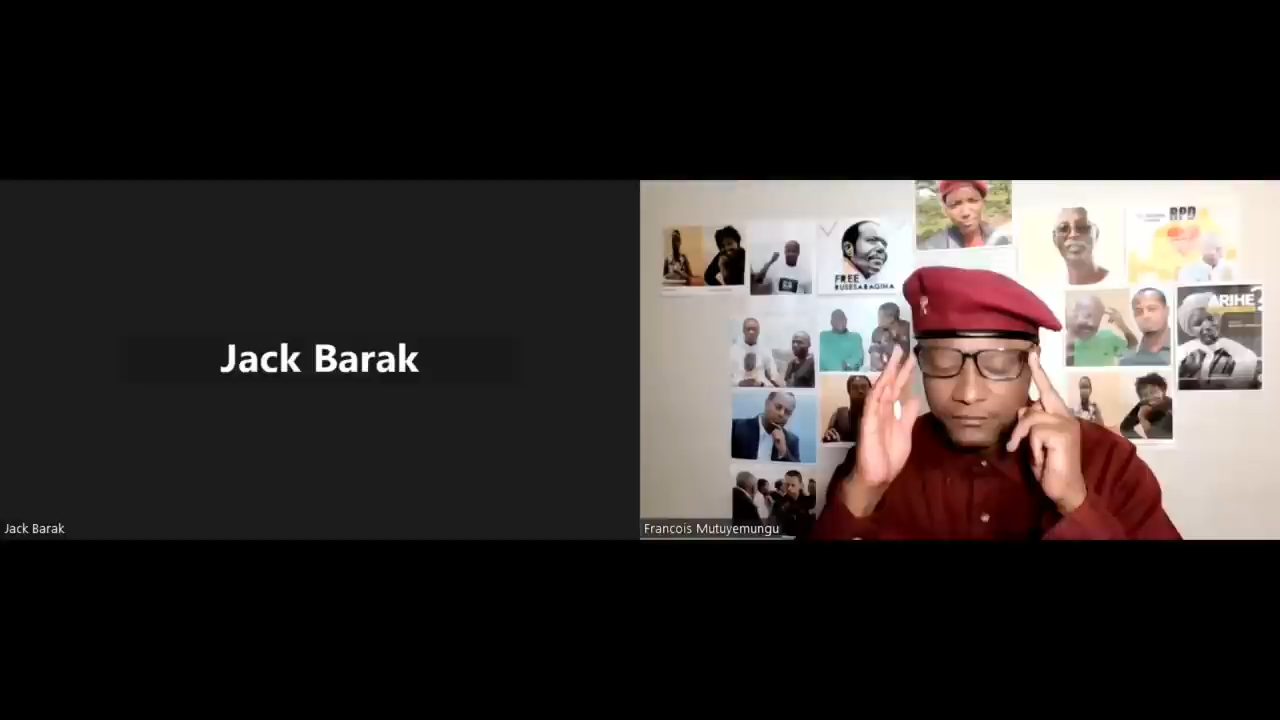 Jack Barak
Jack Barak
FREE
RUSESABAGINA
RPD
ARIHE?
Francois Mutuyemungu